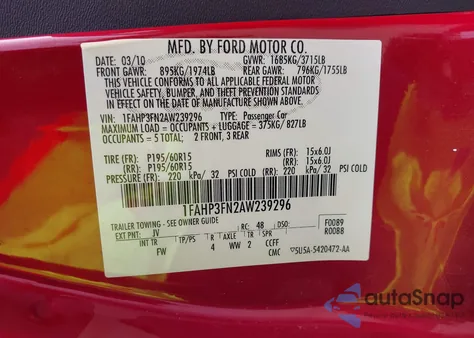 MFD. BY FORD MOTOR CO.
DATE: 03/10 GVWR: 1685KG/3715LB
FRONT GAWR: 895KG/1974LB REAR GAWR: 796KG/1755LB
THIS VEHICLE CONFORMS TO ALL APPLICABLE FEDERAL MOTOR
VEHICLE SAFETY, BUMPER, AND THEFT PREVENTION STANDARDS
IN EFFECT ON THE DATE OF MANUFACTURE SHOWN ABOVE.
VIN: 1FAHP3FN2AW239296 TYPE: Passenger Car
MAXIMUM LOAD = OCCUPANTS + LUGGAGE = 375KG/827LB
OCCUPANTS = 5 TOTAL; 2 FRONT, 3 REAR
TIRE (FR): P195/60R15 RIMS (FR): 15x6.0J
(RR): P195/60R15 (RR): 15x6.0J
PRESSURE (FR): 220 kPa/ 32 PSI COLD (RR): 220 kPa/ 32 PSI COLD
1FAHP3FN2AW239296
TRAILER TOWING - SEE OWNER GUIDE
RC: 48 DSO: F0089
EXT PNT: JV R0088
INT TR TP/PS R AXLE TR SPR
FW 4 WW 2 CCFF
CMC 5U5A-5420472-AA
autoSnap